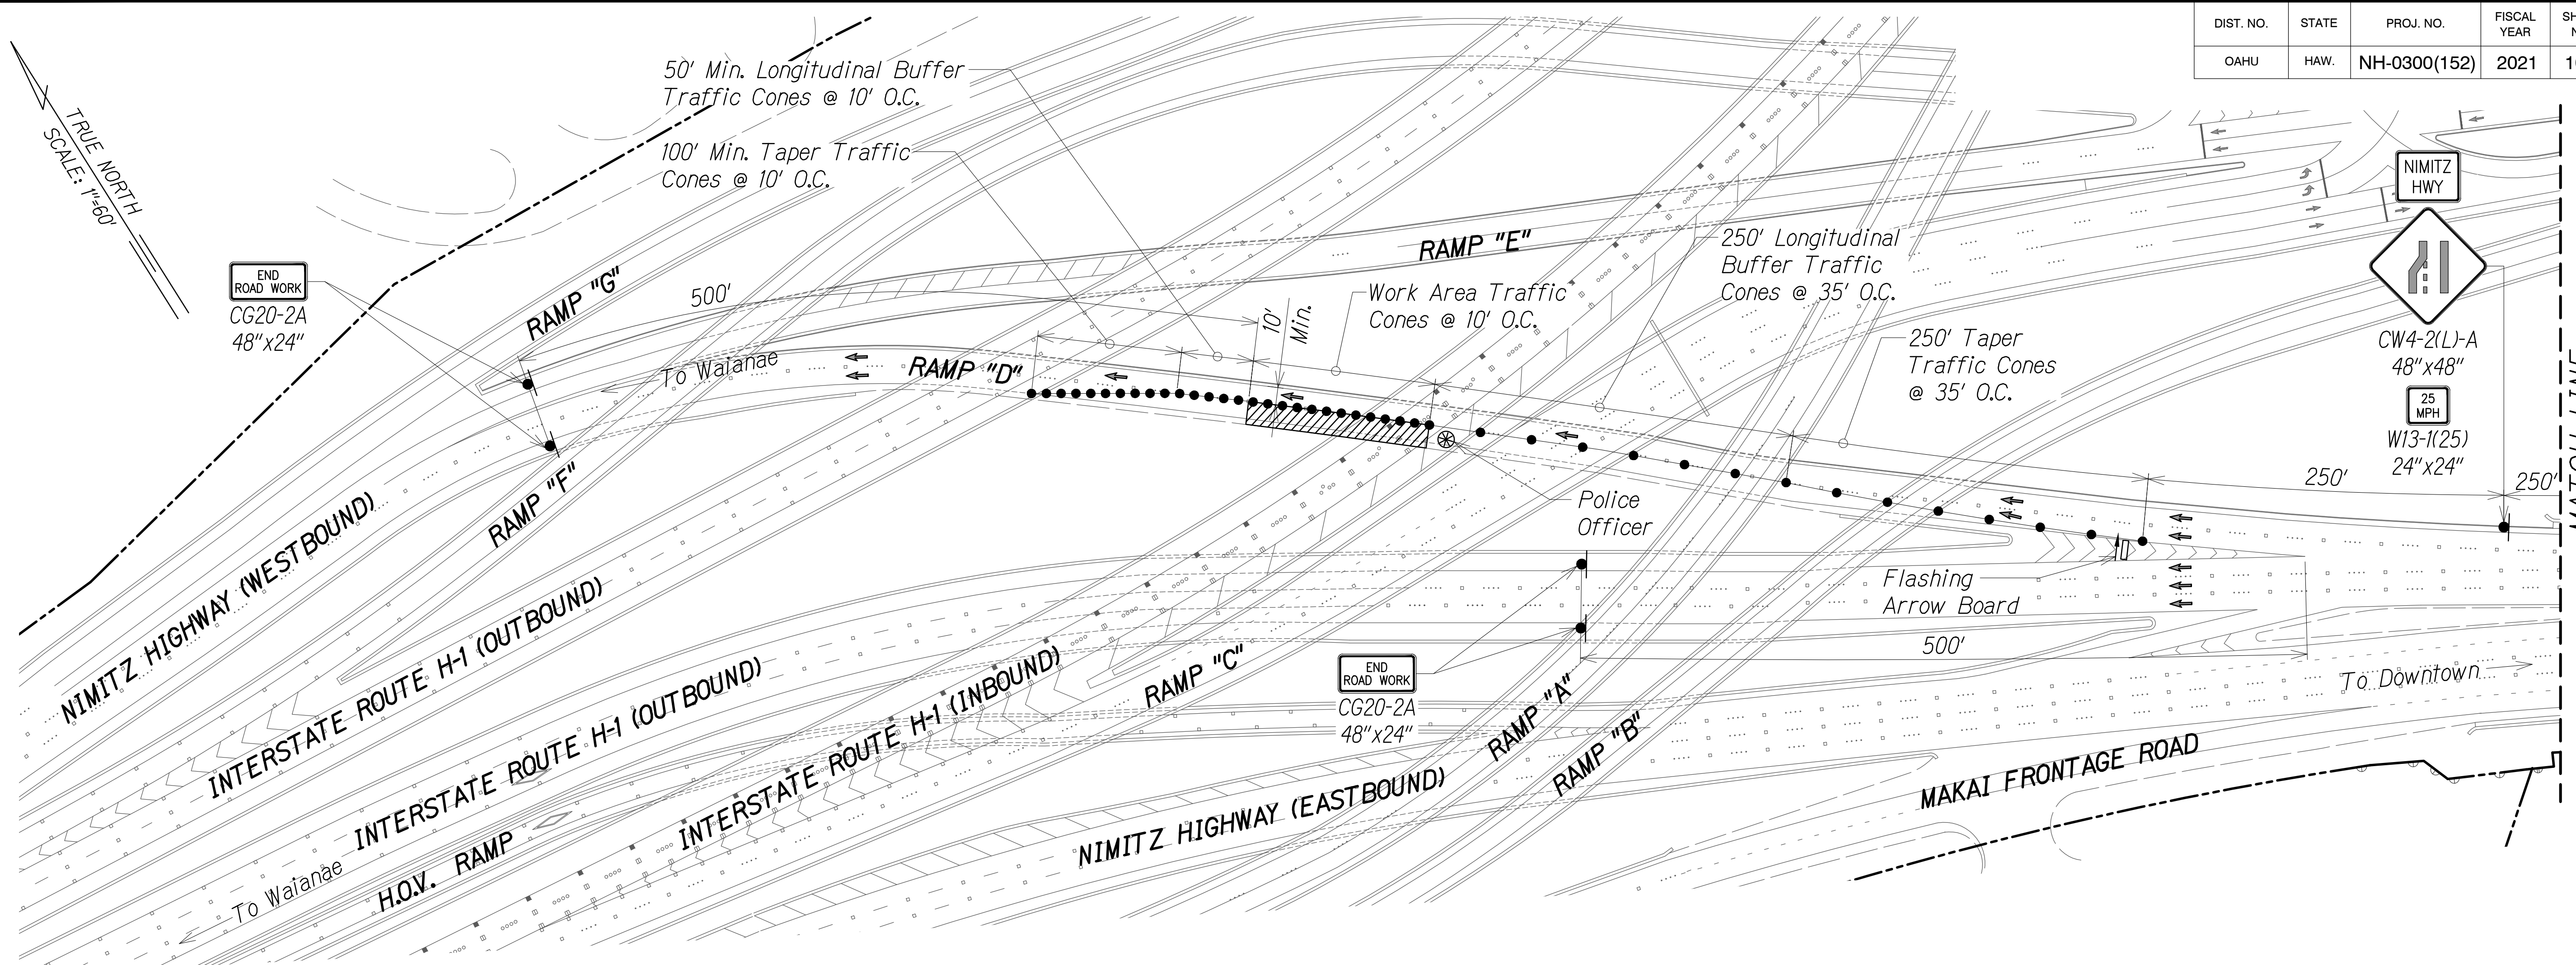 DIST. NO.
STATE
PROJ. NO.
FISCAL
YEAR
OAHU
HAW.
NH-0300(152)
2021
TRUE NORTH
SCALE: 1"=60'
50' Min. Longitudinal Buffer
Traffic Cones @ 10' O.C.
100' Min. Taper Traffic
Cones @ 10' O.C.
END
ROAD WORK
CG20-2A
48"x24"
RAMP "G"
500'
RAMP "E"
Work Area Traffic
Cones @ 10' O.C.
10'
Min.
250' Longitudinal
Buffer Traffic
Cones @ 35' O.C.
250' Taper
Traffic Cones
@ 35' O.C.
NIMITZ
HWY
CW4-2(L)-A
48"x48"
25
MPH
W13-1(25)
24"x24"
250'
250'
MATCH LINE
To Waianae
RAMP "D"
RAMP "F"
Police
Officer
Flashing
Arrow Board
500'
END
ROAD WORK
CG20-2A
48"x24"
To Downtown
NIMITZ HIGHWAY (WESTBOUND)
INTERSTATE ROUTE H-1 (OUTBOUND)
INTERSTATE ROUTE H-1 (OUTBOUND)
To Waianae
H.O.V. RAMP
INTERSTATE ROUTE H-1 (INBOUND)
RAMP "C"
RAMP "A"
RAMP "B"
NIMITZ HIGHWAY (EASTBOUND)
MAKAI FRONTAGE ROAD